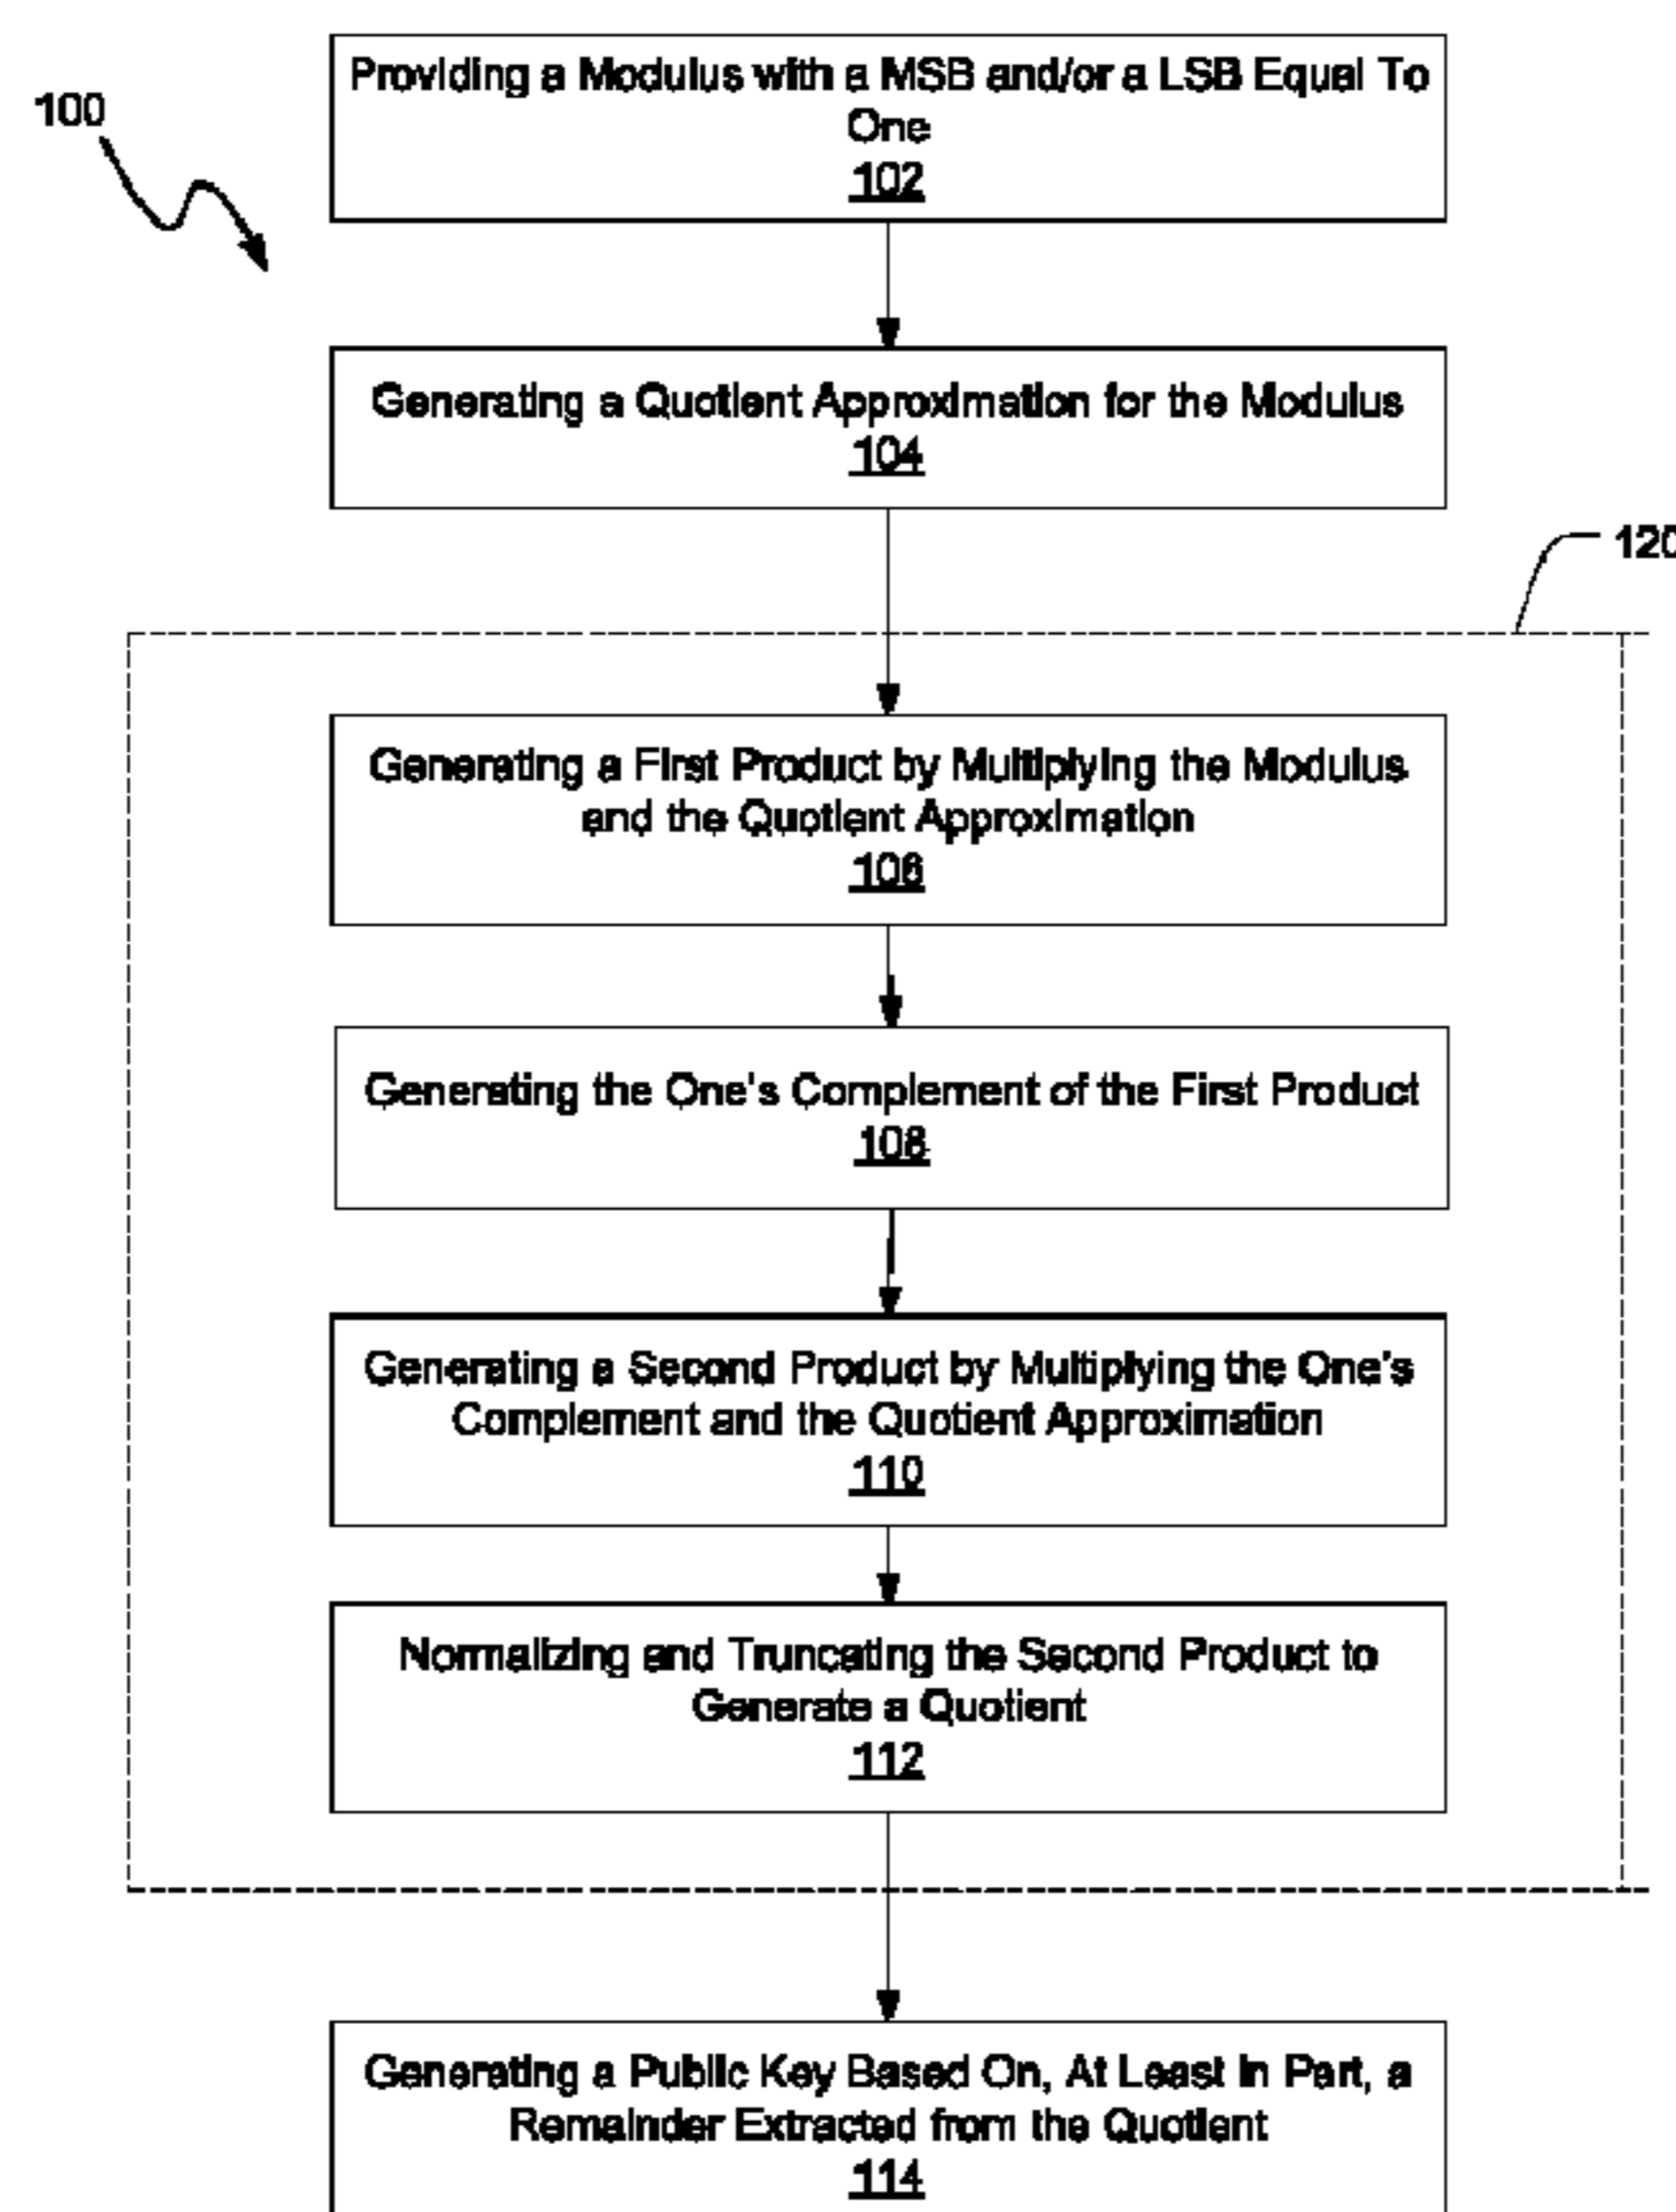 100
Providing a Modulus with a MSB and/or a LSB Equal To
One
102
Generating a Quotient Approximation for the Modulus
104
120
Generating a First Product by Multiplying the Modulus
and the Quotient Approximation
106
Generating the One's Complement of the First Product
108
Generating a Second Product by Multiplying the One's
Complement and the Quotient Approximation
110
Normalizing and Truncating the Second Product to
Generate a Quotient
112
Generating a Public Key Based On, At Least In Part, a
Remainder Extracted from the Quotient
114